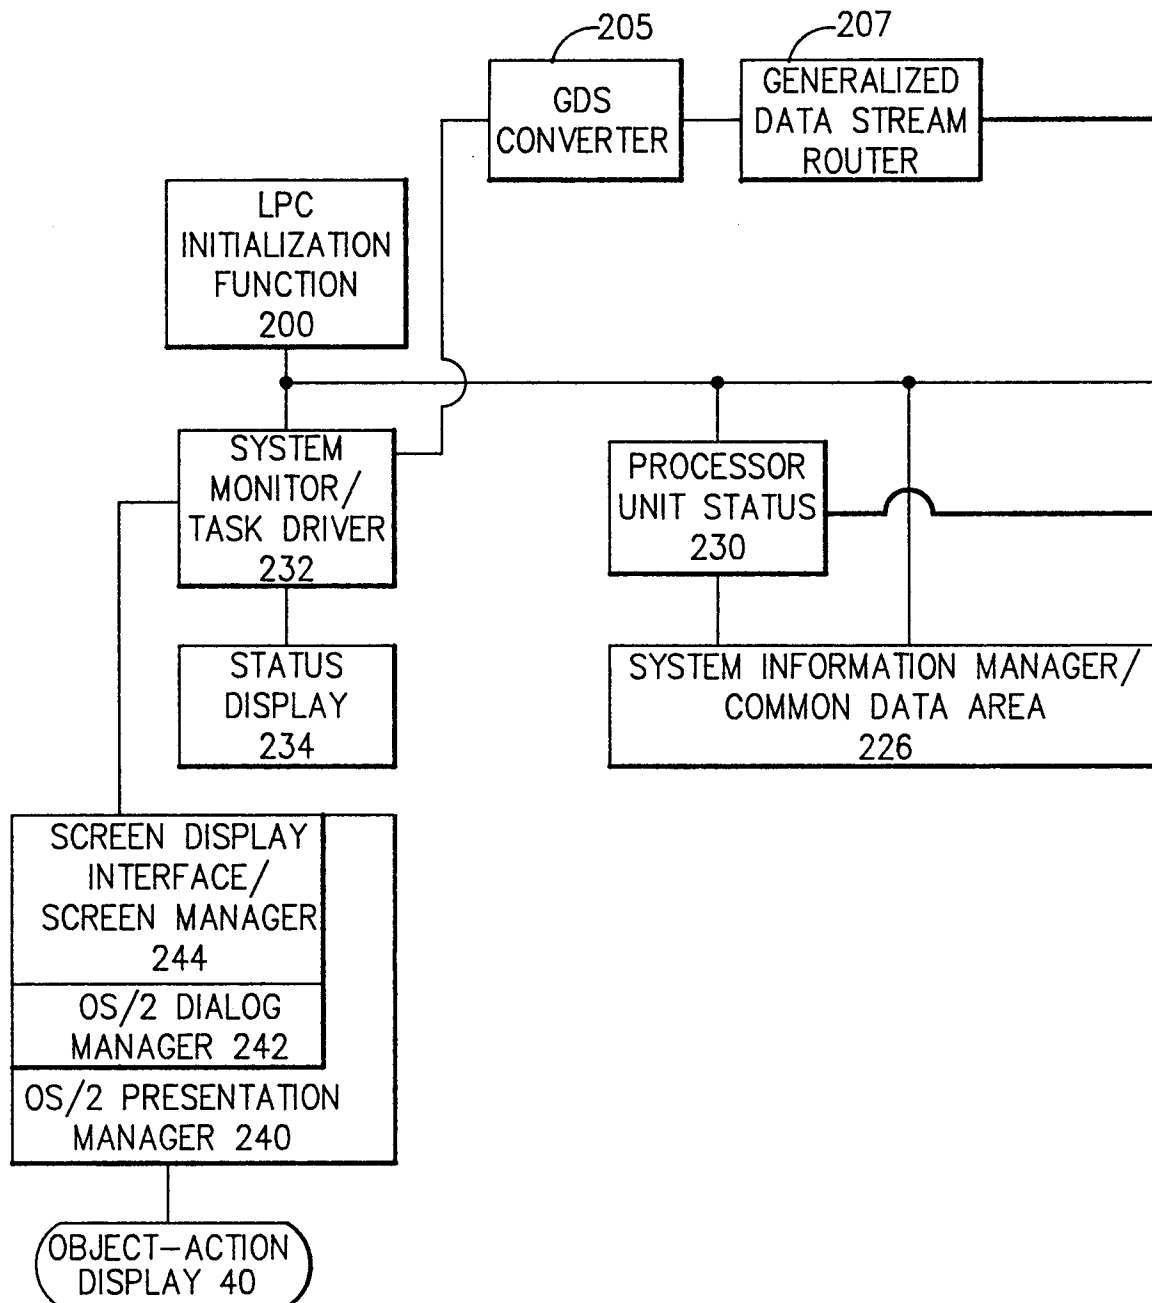 205
207
GDS
CONVERTER
GENERALIZED
DATA STREAM
ROUTER
LPC
INITIALIZATION
FUNCTION
200
SYSTEM
MONITOR/
TASK DRIVER
232
PROCESSOR
UNIT STATUS
230
STATUS
DISPLAY
234
SYSTEM INFORMATION MANAGER/
COMMON DATA AREA
226
SCREEN DISPLAY
INTERFACE/
SCREEN MANAGER
244
OS/2 DIALOG
MANAGER 242
OS/2 PRESENTATION
MANAGER 240
OBJECT-ACTION
DISPLAY 40